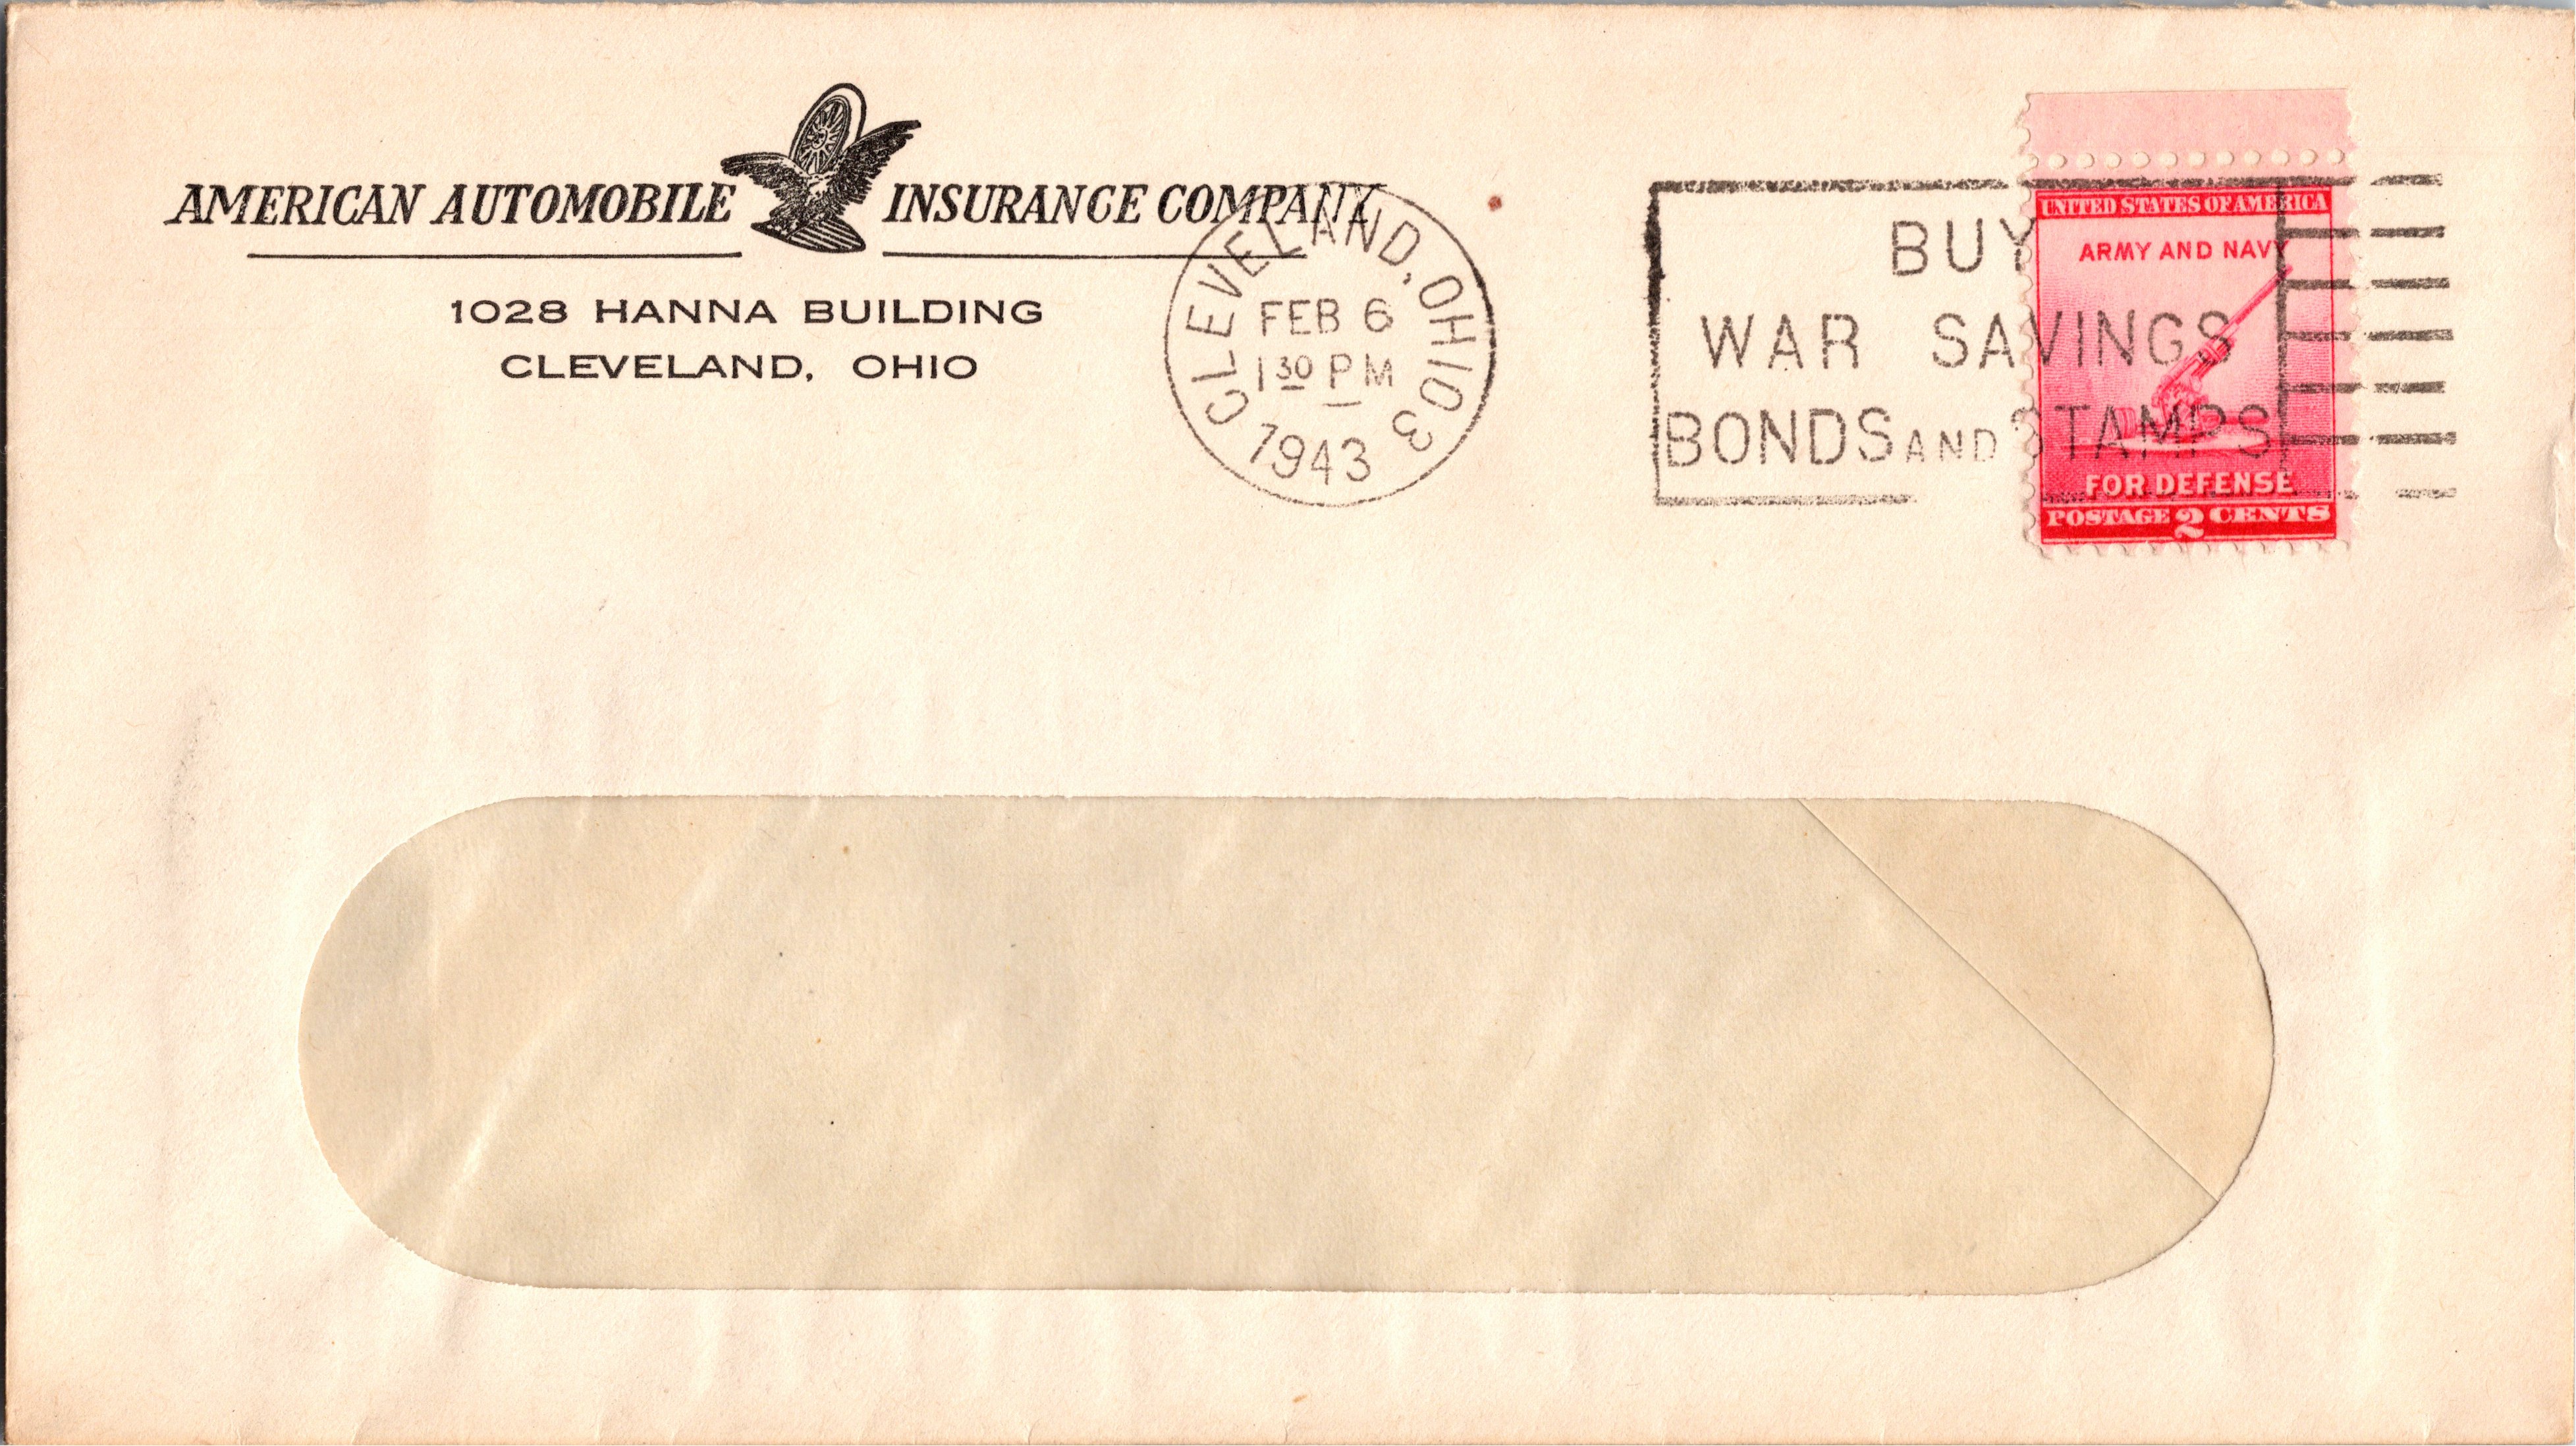 AMERICAN AUTOMOBILE INSURANCE COMPANY
1028 HANNA BUILDING
CLEVELAND, OHIO
CLEVELAND, OHIO 3
FEB 6
1 30 PM
1943
BUY
WAR SAVINGS
BONDS AND STAMPS
UNITED STATES OF AMERICA
ARMY AND NAVY
FOR DEFENSE
POSTAGE 2 CENTS